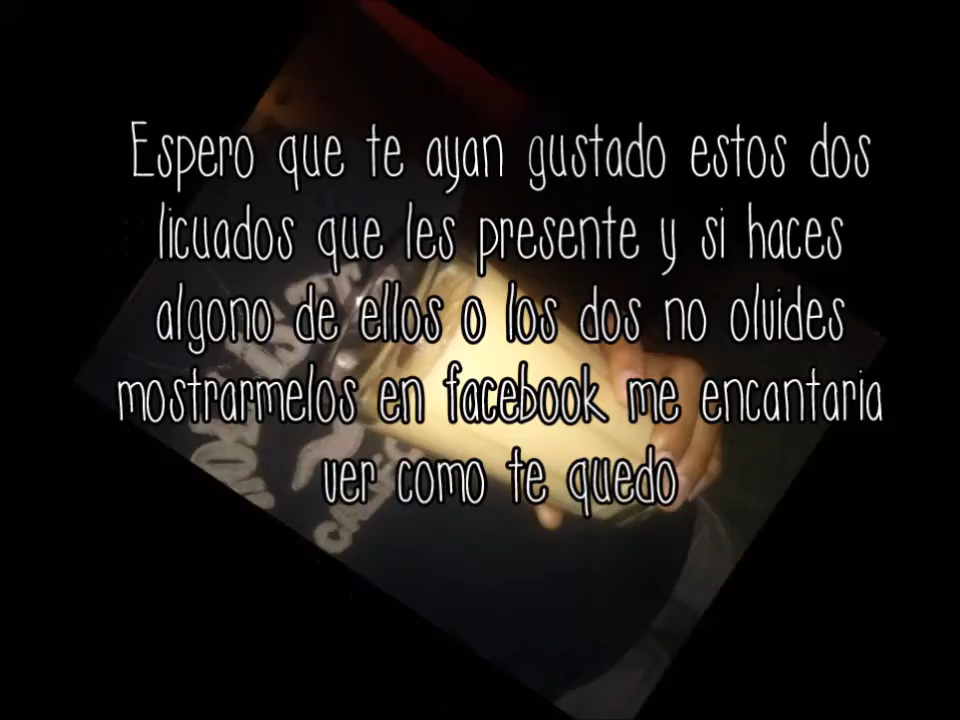 Espero que te ayan gustado estos dos
licuados que les presente y si haces
algono de ellos o los dos no olvides
mostrarmelos en facebook me encantaria
ver como te quedo